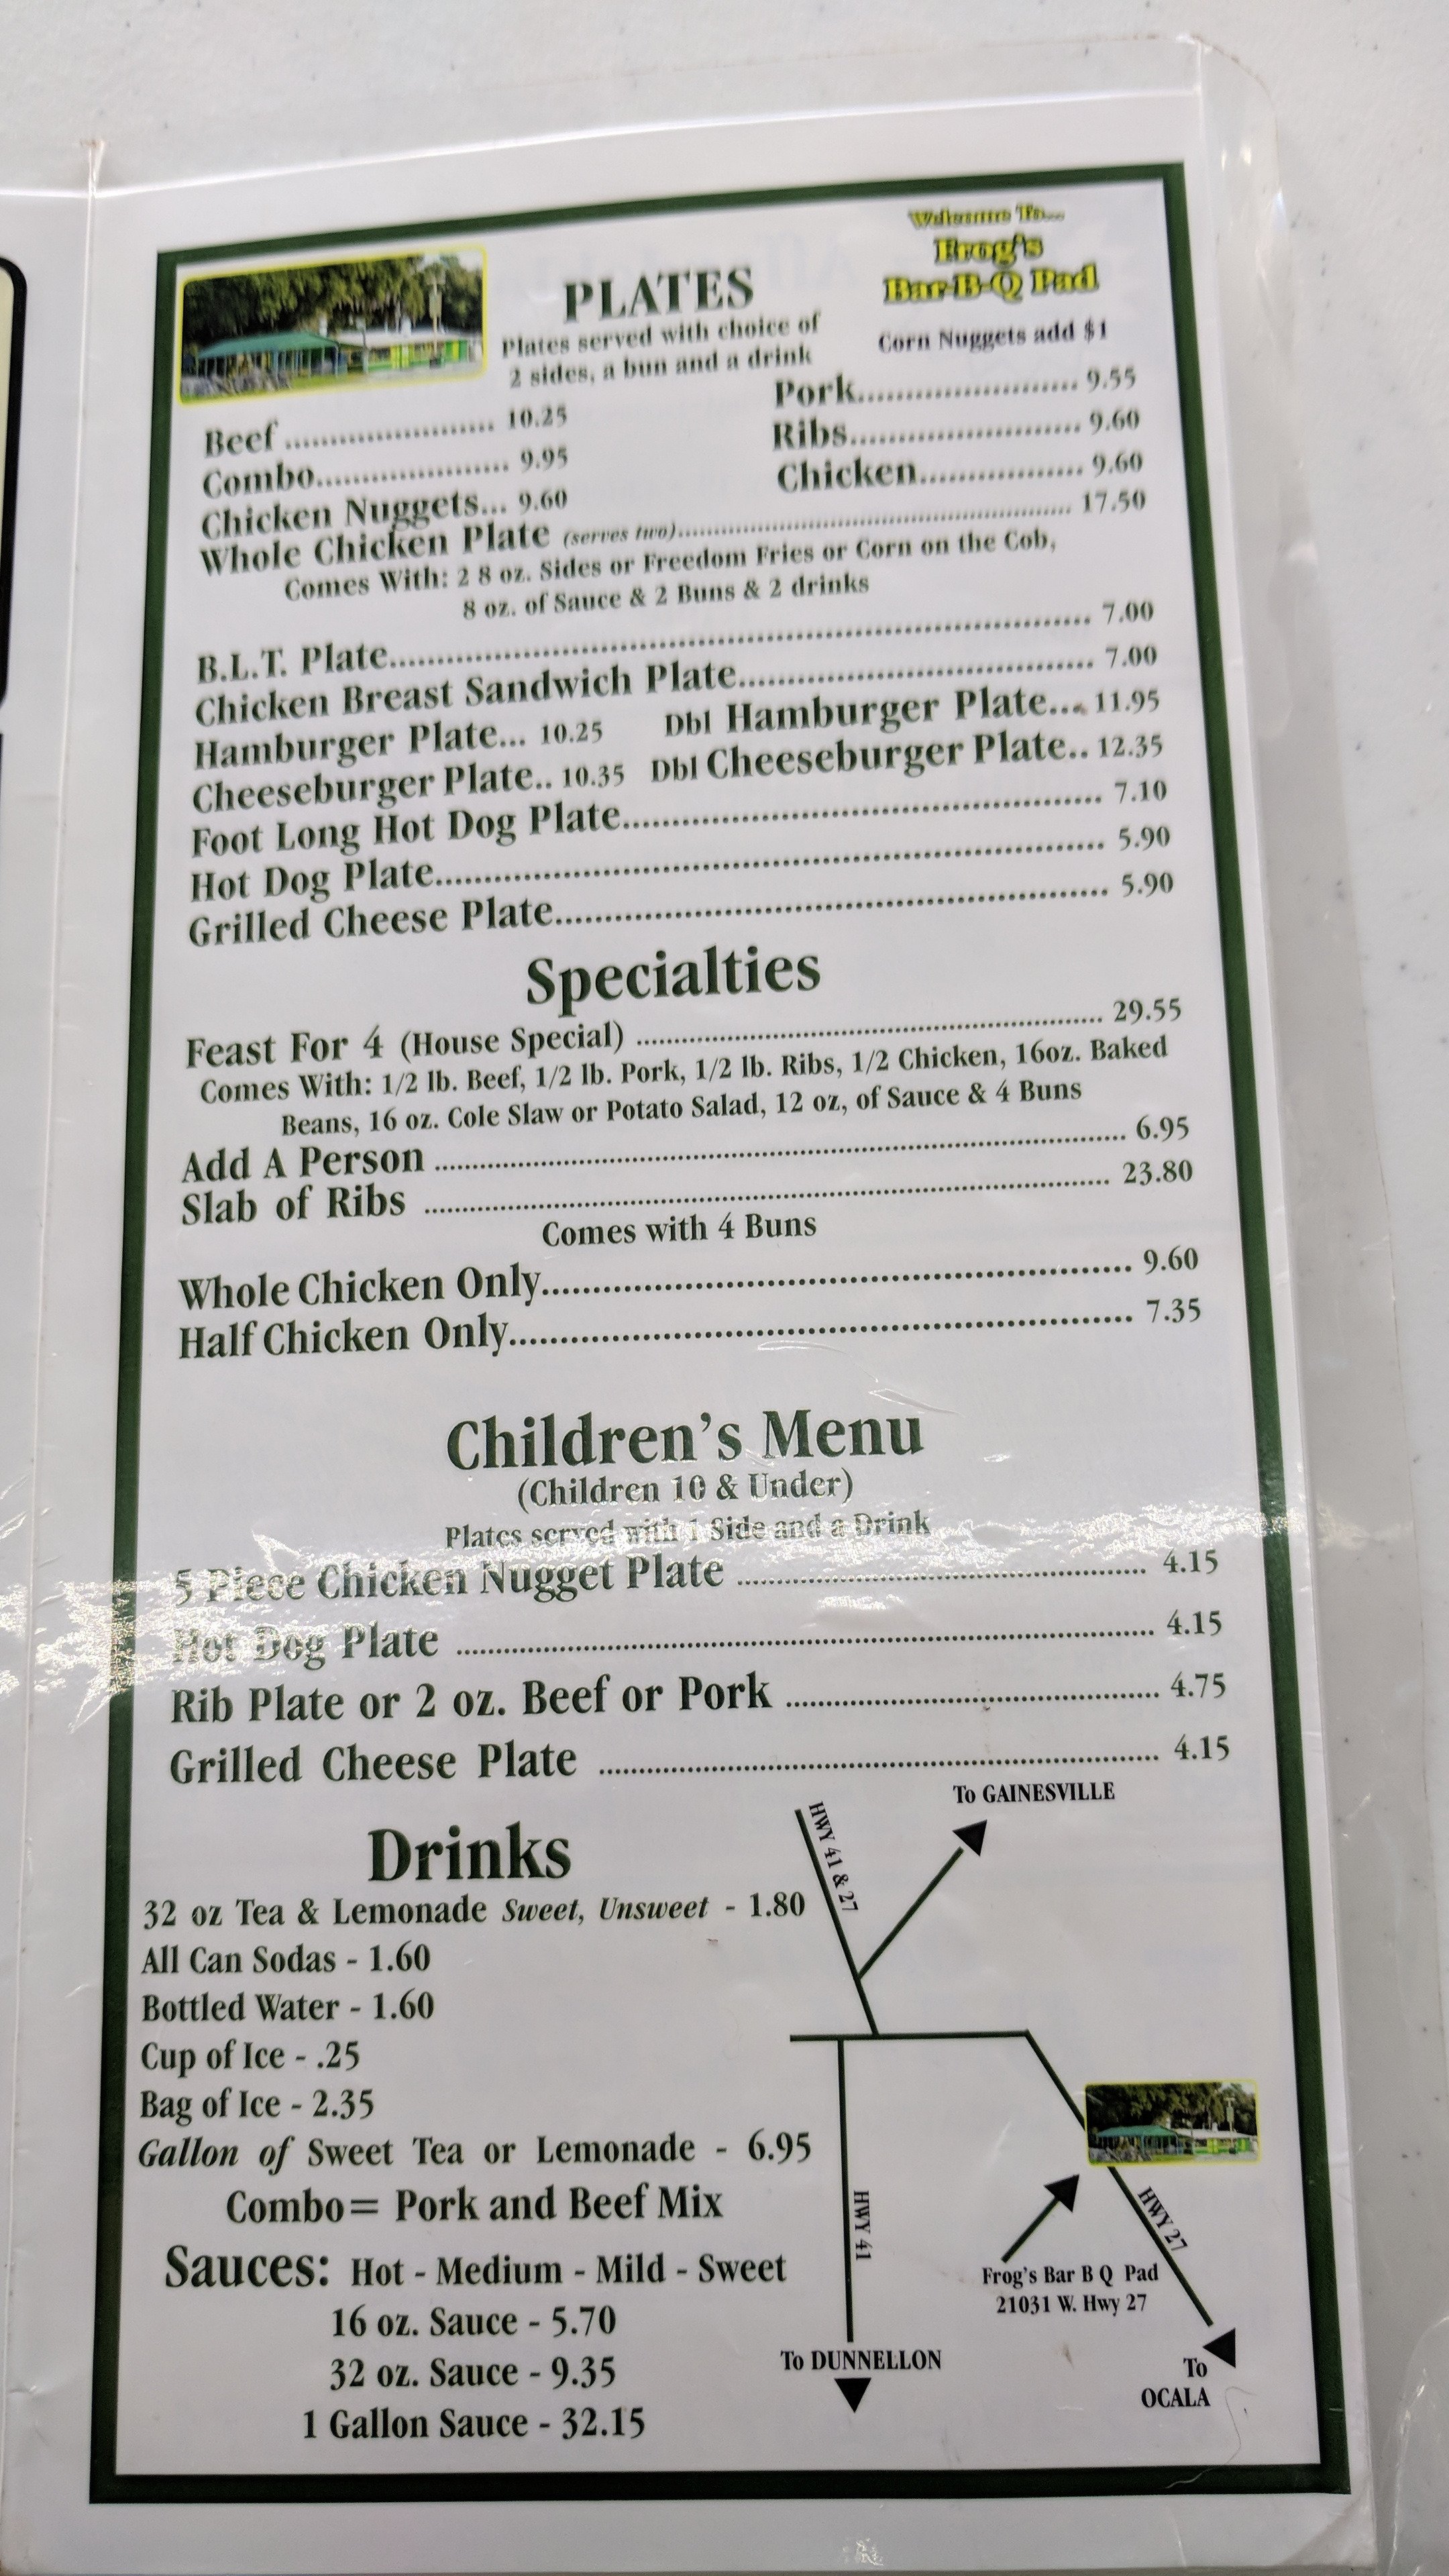 Welcome To...
Frog's
Bar-B-Q Pad
PLATES
Plates served with choice of
2 sides, a bun and a drink
Corn Nuggets add $1
Beef ........................ 10.25
Combo...................... 9.95
Chicken Nuggets... 9.60
Pork......................... 9.55
Ribs.......................... 9.60
Chicken................... 9.60
Whole Chicken Plate (serves two)............................................................ 17.50
Comes With: 2 8 oz. Sides or Freedom Fries or Corn on the Cob,
8 oz. of Sauce & 2 Buns & 2 drinks
B.L.T. Plate................................................................................ 7.00
Chicken Breast Sandwich Plate......................................... 7.00
Hamburger Plate... 10.25 Dbl Hamburger Plate... 11.95
Cheeseburger Plate.. 10.35 Dbl Cheeseburger Plate.. 12.35
Foot Long Hot Dog Plate....................................................... 7.10
Hot Dog Plate............................................................................ 5.90
Grilled Cheese Plate............................................................... 5.90
Specialties
Feast For 4 (House Special) ............................................................ 29.55
Comes With: 1/2 lb. Beef, 1/2 lb. Pork, 1/2 lb. Ribs, 1/2 Chicken, 16oz. Baked
Beans, 16 oz. Cole Slaw or Potato Salad, 12 oz, of Sauce & 4 Buns
Add A Person ........................................................................................ 6.95
Slab of Ribs ........................................................................................ 23.80
Comes with 4 Buns
Whole Chicken Only.................................................................... 9.60
Half Chicken Only........................................................................ 7.35
Children's Menu
(Children 10 & Under)
Plates served with 1 Side and a Drink
5 Piece Chicken Nugget Plate ...................................................... 4.15
Hot Dog Plate ........................................................................................ 4.15
Rib Plate or 2 oz. Beef or Pork ................................................ 4.75
Grilled Cheese Plate ........................................................................ 4.15
Drinks
32 oz Tea & Lemonade Sweet, Unsweet - 1.80
All Can Sodas - 1.60
Bottled Water - 1.60
Cup of Ice - .25
Bag of Ice - 2.35
Gallon of Sweet Tea or Lemonade - 6.95
Combo= Pork and Beef Mix
Sauces: Hot - Medium - Mild - Sweet
16 oz. Sauce - 5.70
32 oz. Sauce - 9.35
1 Gallon Sauce - 32.15
To GAINESVILLE
HWY 41 & 27
HWY 41
HWY 27
Frog's Bar B Q Pad
21031 W. Hwy 27
To DUNNELLON
To
OCALA